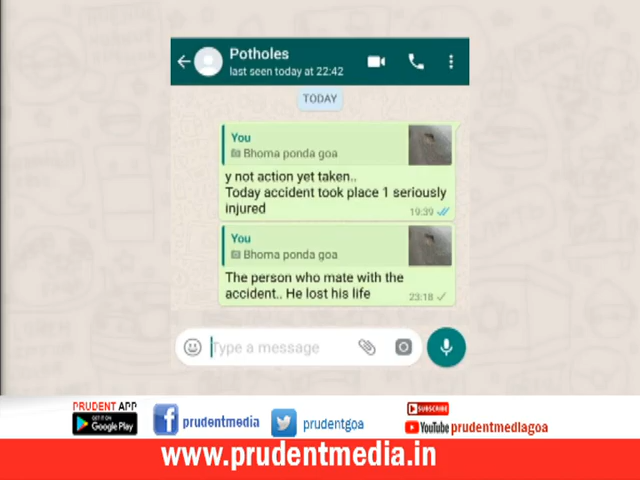 Potholes
last seen today at 22:42
TODAY
You
Bhoma ponda goa
y not action yet taken..
Today accident took place 1 seriously
injured
19:39
You
Bhoma ponda goa
The person who mate with the
accident.. He lost his life
23:18
Type a message
PRUDENT APP
GET IT ON
Google Play
prudentmedia
prudentgoa
SUBSCRIBE
YouTube prudentmediagoa
www.prudentmedia.in